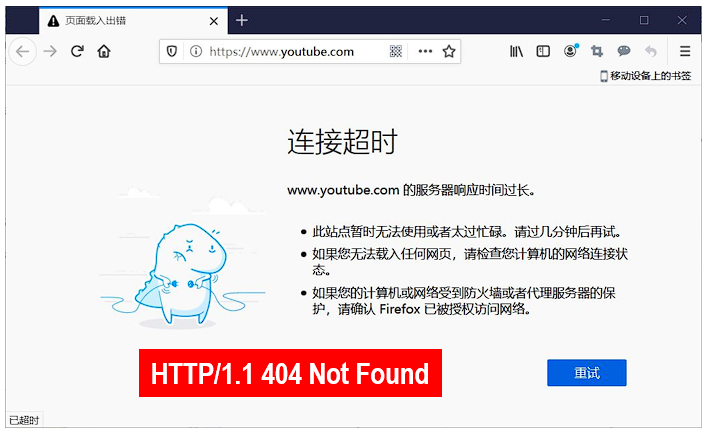 页面载入出错
https://www.youtube.com
移动设备上的书签
连接超时
www.youtube.com 的服务器响应时间过长。
此站点暂时无法使用或者太过忙碌。请过几分钟后再试。
如果您无法载入任何网页，请检查您计算机的网络连接状
态。
如果您的计算机或网络受到防火墙或者代理服务器的保
护，请确认 Firefox 已被授权访问网络。
HTTP/1.1 404 Not Found
重试
已超时